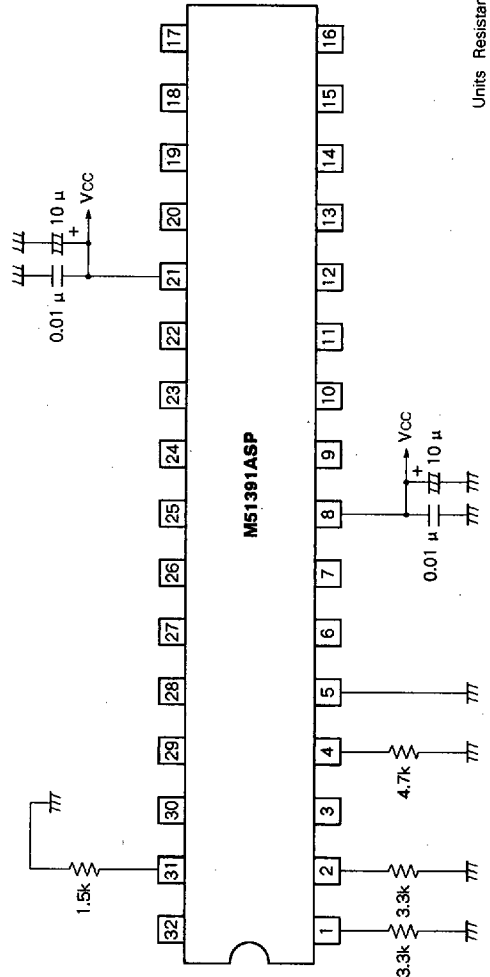 32 31 30 29 28 27 26 25 24 23 22 21 20 19 18 17
1.5k
0.01 μ
10 μ
+
VCC
M51391ASP
1 2 3 4 5 6 7 8 9 10 11 12 13 14 15 16
3.3k
3.3k
4.7k
0.01 μ
10 μ
+
VCC
Units Resistan